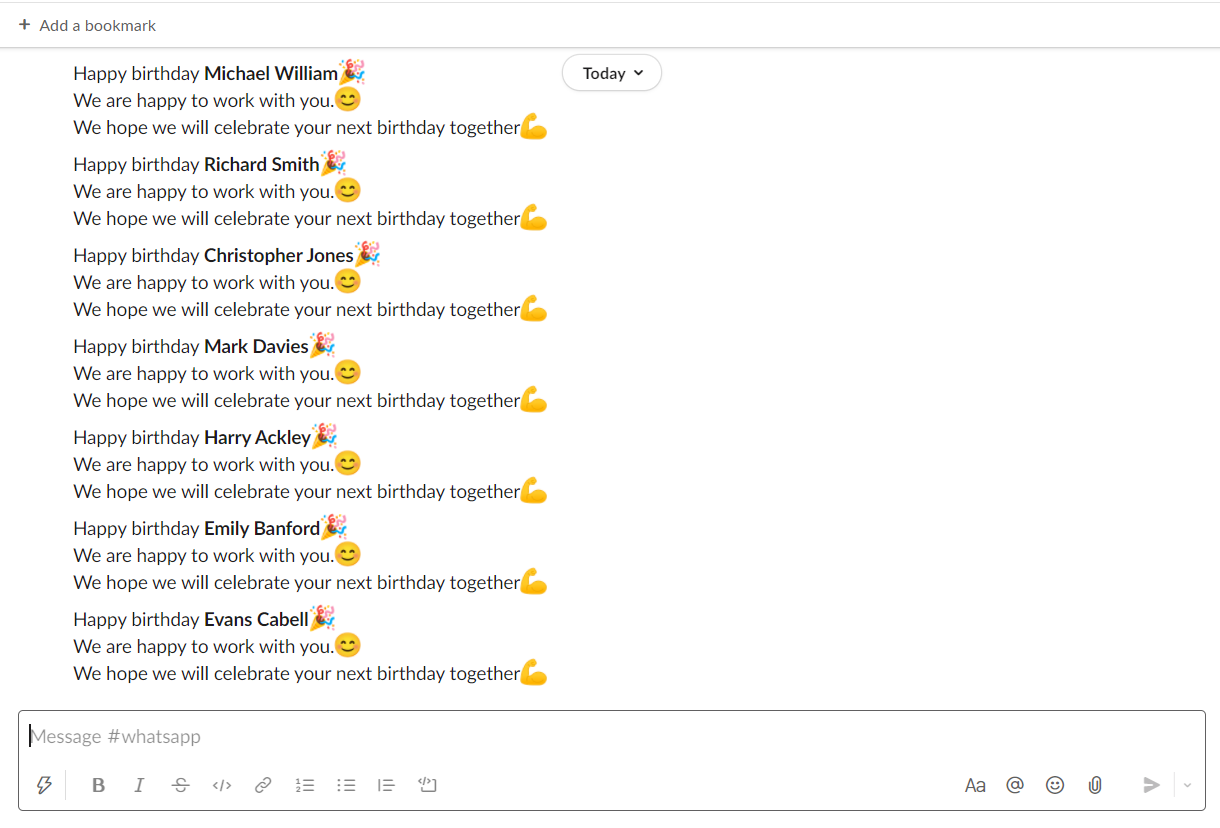 + Add a bookmark
Today
Happy birthday Michael William🎉
We are happy to work with you.😊
We hope we will celebrate your next birthday together💪
Happy birthday Richard Smith🎉
We are happy to work with you.😊
We hope we will celebrate your next birthday together💪
Happy birthday Christopher Jones🎉
We are happy to work with you.😊
We hope we will celebrate your next birthday together💪
Happy birthday Mark Davies🎉
We are happy to work with you.😊
We hope we will celebrate your next birthday together💪
Happy birthday Harry Ackley🎉
We are happy to work with you.😊
We hope we will celebrate your next birthday together💪
Happy birthday Emily Banford🎉
We are happy to work with you.😊
We hope we will celebrate your next birthday together💪
Happy birthday Evans Cabell🎉
We are happy to work with you.😊
We hope we will celebrate your next birthday together💪
Message #whatsapp
B I S </> Aa @